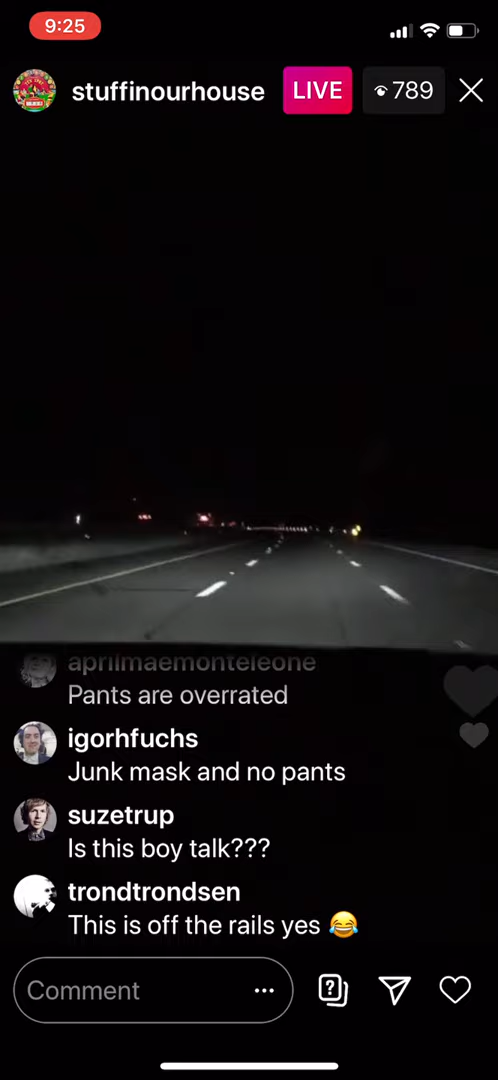 9:25
stuffinourhouse LIVE 789
aprilmaemonteleone
Pants are overrated
igorhfuchs
Junk mask and no pants
suzetrup
Is this boy talk???
trondtrondsen
This is off the rails yes 😂
Comment